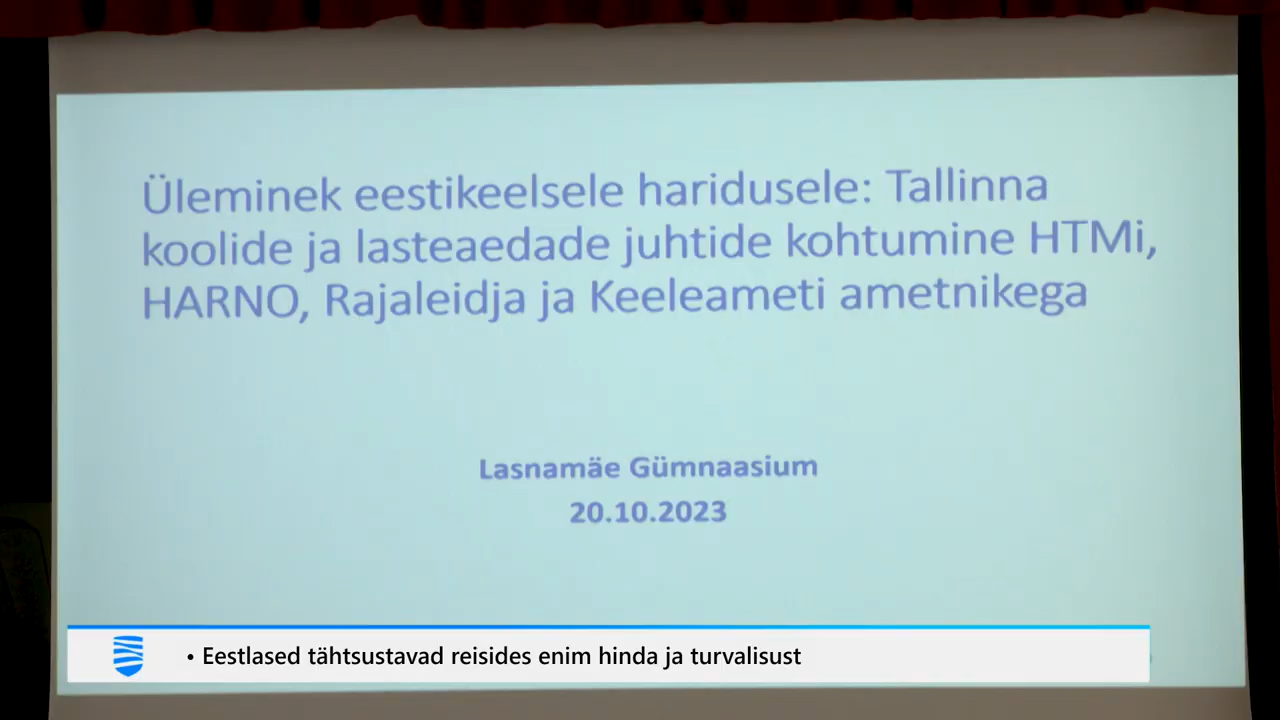 Üleminek eestikeelsele haridusele: Tallinna
koolide ja lasteaedade juhtide kohtumine HTMi,
HARNO, Rajaleidja ja Keeleameti ametnikega
Lasnamäe Gümnaasium
20.10.2023
• Eestlased tähtsustavad reisides enim hinda ja turvalisust